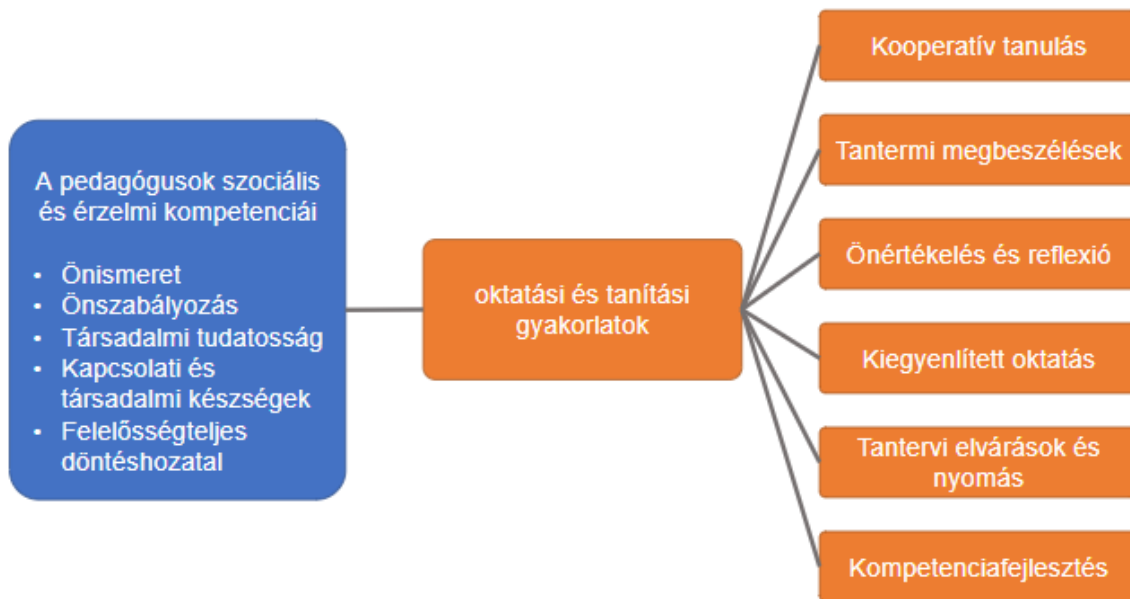 A pedagógusok szociális
és érzelmi kompetenciái
• Önismeret
• Önszabályozás
• Társadalmi tudatosság
• Kapcsolati és
társadalmi készségek
• Felelősségteljes
döntéshozatal
oktatási és tanítási
gyakorlatok
Kooperatív tanulás
Tantermi megbeszélések
Önértékelés és reflexió
Kiegyenlített oktatás
Tantervi elvárások és
nyomás
Kompetenciafejlesztés